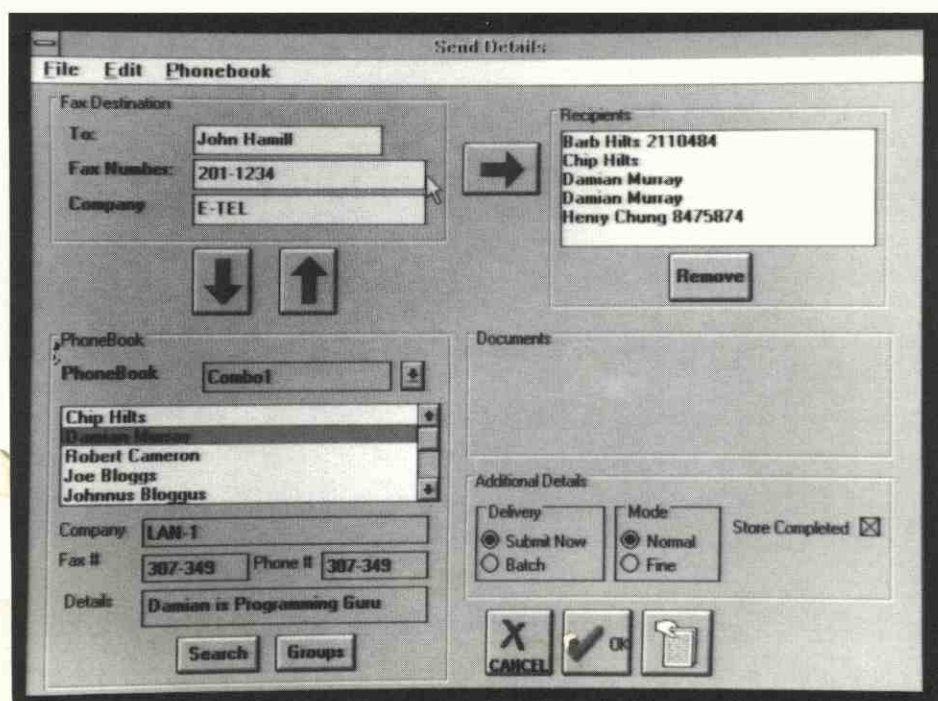 Send Details
File Edit Phonebook
Fax Destination
To: John Hamill
Fax Number: 201-1234
Company E-TEL
Recipients
Barb Hilts 2110484
Chip Hilts
Damian Murray
Damian Murray
Henry Chung 8475874
Remove
PhoneBook
PhoneBook Combo1
Chip Hilts
Damian Murray
Robert Cameron
Joe Bloggs
Johnnus Bloggus
Company LAN-1
Fax # 307-349 Phone # 307-349
Details Damian is Programming Guru
Search Groups
Documents
Additional Details
Delivery
Submit Now
Batch
Mode
Normal
Fine
Store Completed
X
CANCEL
OK